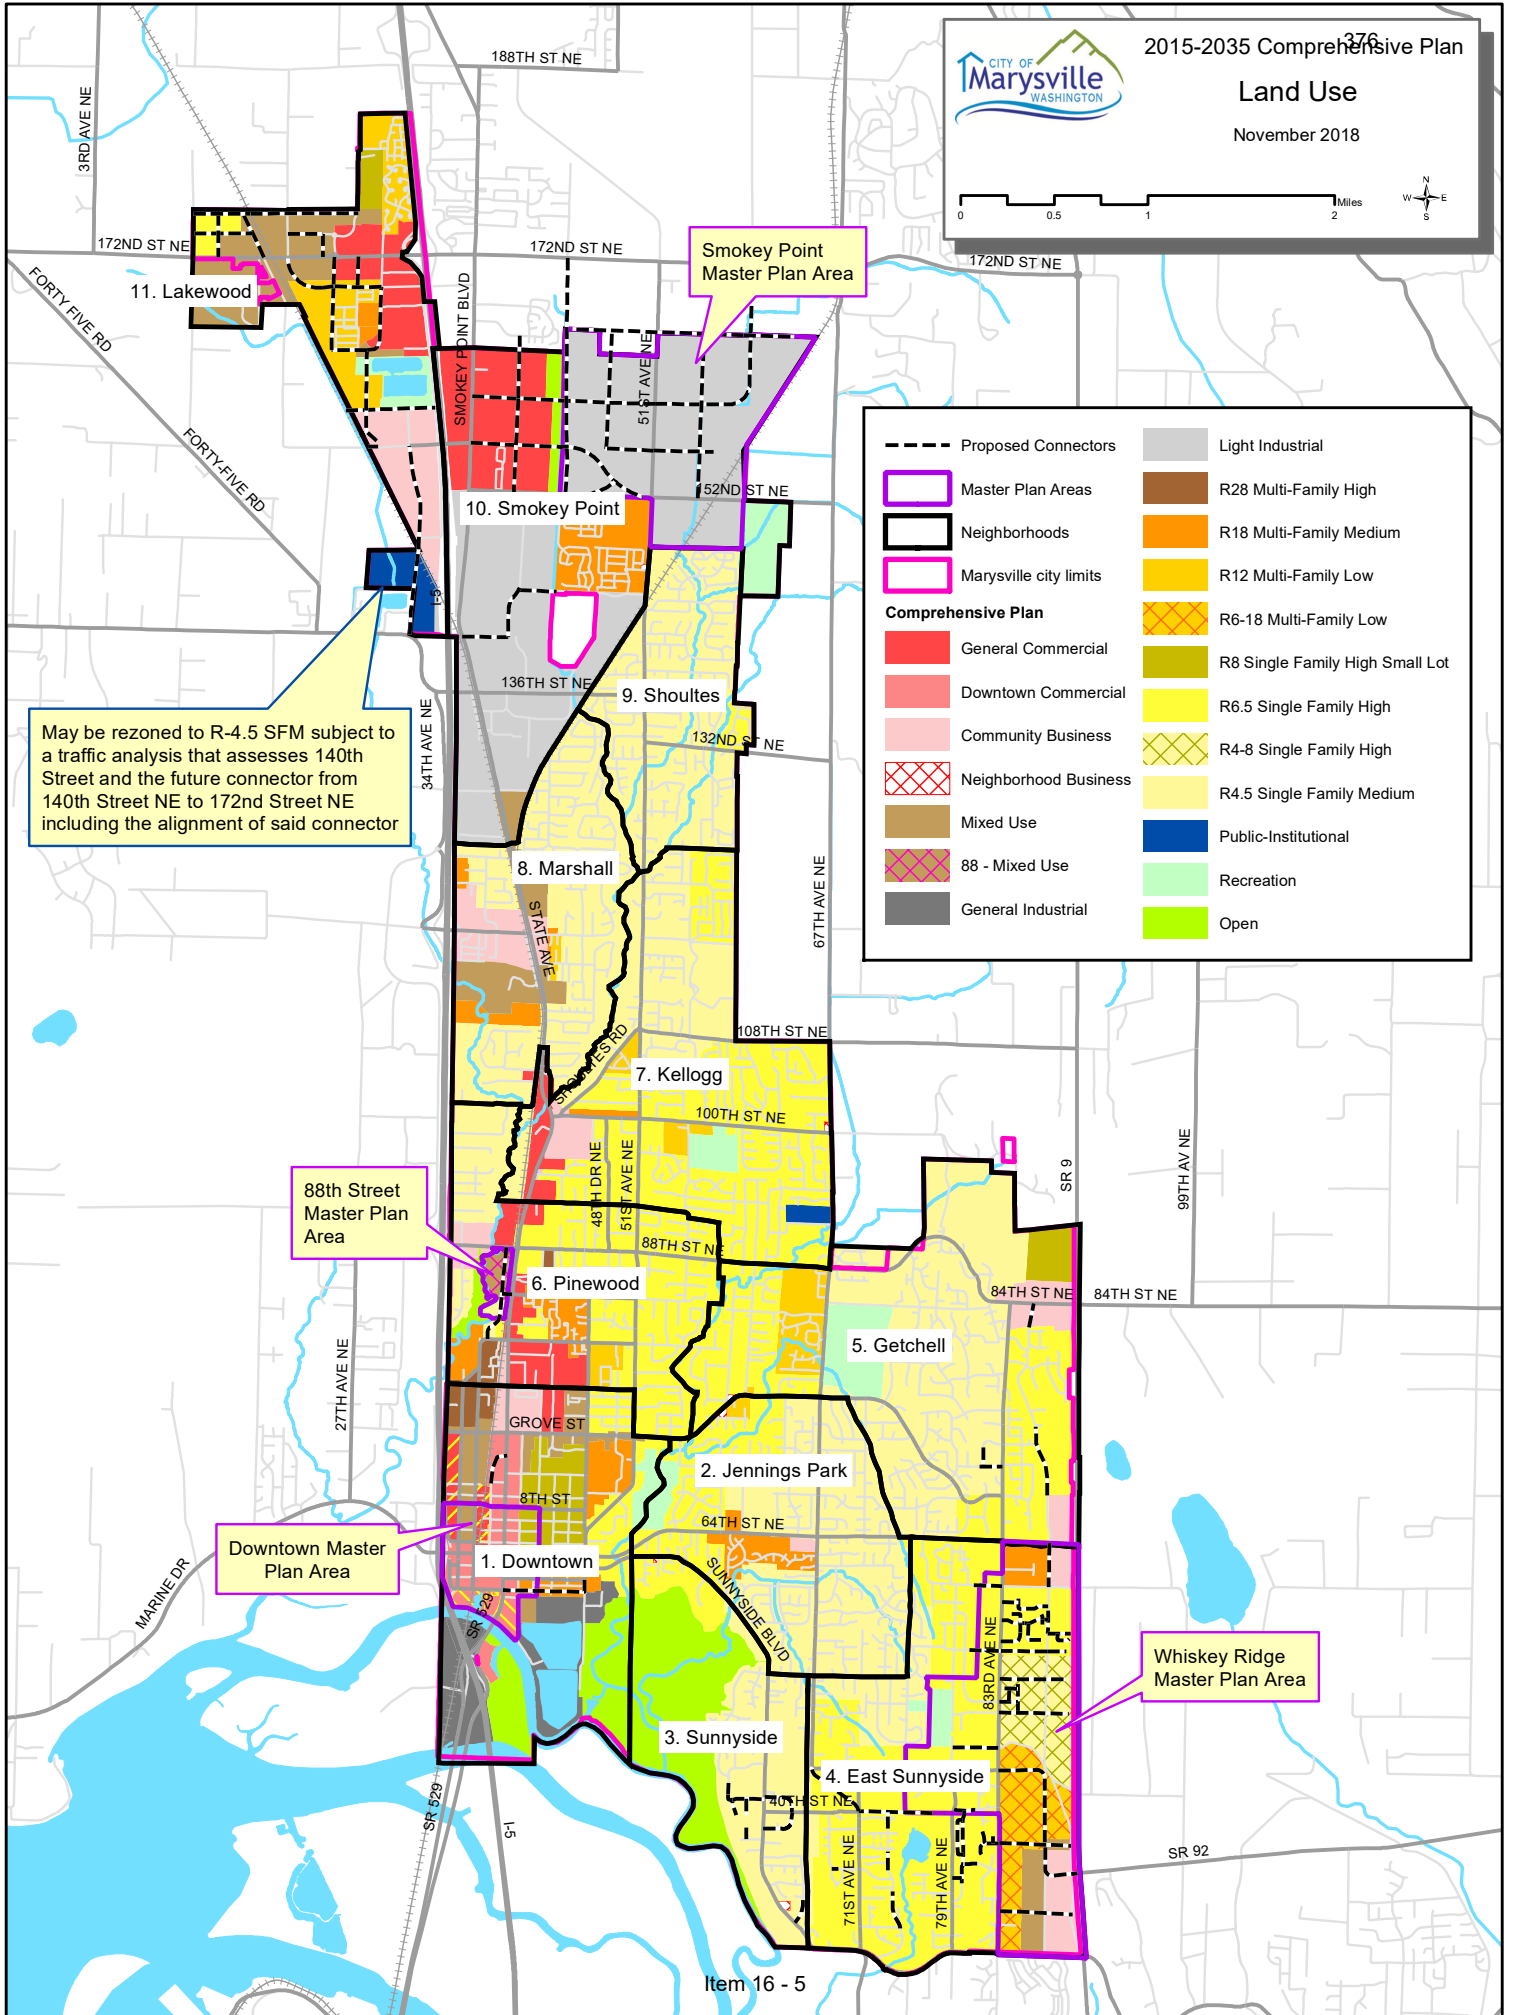 376
2015-2035 Comprehensive Plan
Land Use
November 2018
CITY OF
Marysville
WASHINGTON
0 0.5 1 2 Miles
N
W E
S
188TH ST NE
3RD AVE NE
172ND ST NE
172ND ST NE
172ND ST NE
Smokey Point
Master Plan Area
11. Lakewood
FORTY FIVE RD
SMOKEY POINT BLVD
51ST AVE NE
FORTY-FIVE RD
152ND ST NE
10. Smokey Point
I-5
136TH ST NE
9. Shoultes
132ND ST NE
34TH AVE NE
May be rezoned to R-4.5 SFM subject to
a traffic analysis that assesses 140th
Street and the future connector from
140th Street NE to 172nd Street NE
including the alignment of said connector
Proposed Connectors
Master Plan Areas
Neighborhoods
Marysville city limits
Comprehensive Plan
General Commercial
Downtown Commercial
Community Business
Neighborhood Business
Mixed Use
88 - Mixed Use
General Industrial
Light Industrial
R28 Multi-Family High
R18 Multi-Family Medium
R12 Multi-Family Low
R6-18 Multi-Family Low
R8 Single Family High Small Lot
R6.5 Single Family High
R4-8 Single Family High
R4.5 Single Family Medium
Public-Institutional
Recreation
Open
8. Marshall
STATE AVE
67TH AVE NE
108TH ST NE
SHOULTES RD
7. Kellogg
100TH ST NE
48TH DR NE
51ST AVE NE
SR 9
99TH AV NE
88th Street
Master Plan
Area
88TH ST NE
6. Pinewood
84TH ST NE
84TH ST NE
5. Getchell
27TH AVE NE
GROVE ST
2. Jennings Park
8TH ST
64TH ST NE
Downtown Master
Plan Area
1. Downtown
MARINE DR
SR 529
SUNNYSIDE BLVD
83RD AVE NE
Whiskey Ridge
Master Plan Area
3. Sunnyside
4. East Sunnyside
40TH ST NE
SR 529
I-5
71ST AVE NE
79TH AVE NE
SR 92
Item 16 - 5